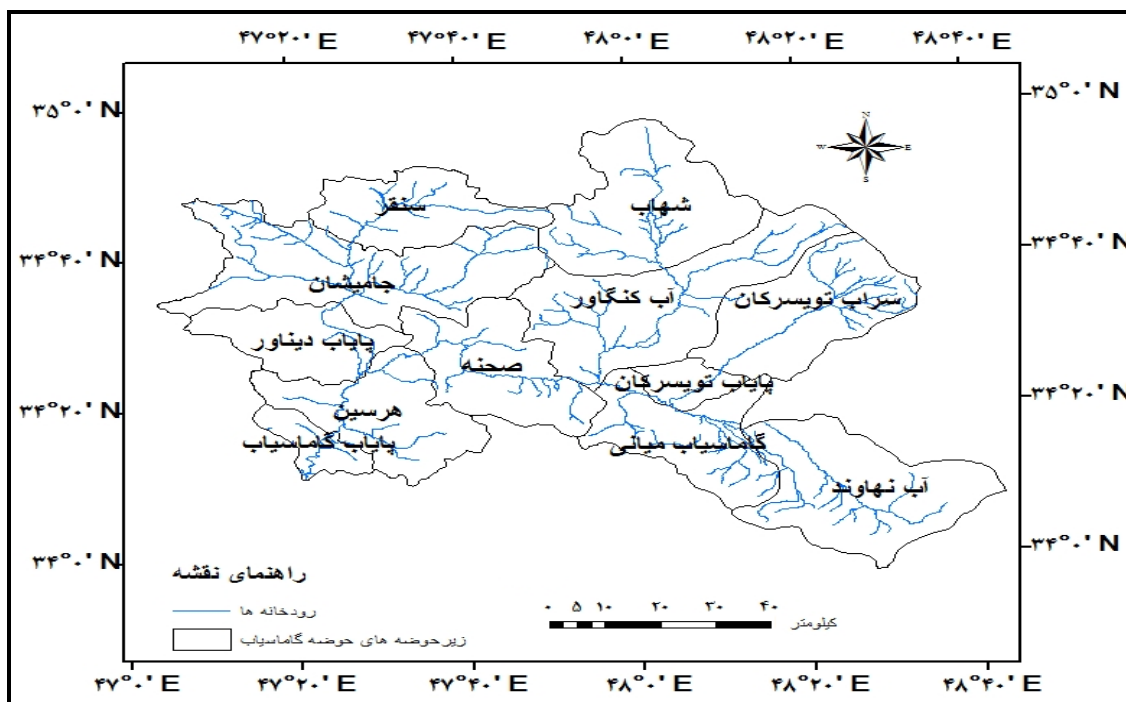 ۴۷°۲۰' E ۴۷°۴۰' E ۴۸°۰' E ۴۸°۲۰' E ۴۸°۴۰' E
۳۵°۰' N ۳۵°۰' N
N
W E
S
سنقر شهاب
۳۴°۴۰' N ۳۴°۴۰' N
جامیشان آب کنگاور سراب تویسرکان
پایاب دیناور
صحنه
پایاب تویسرکان
۳۴°۲۰' N ۳۴°۲۰' N
هرسین
پایاب گاماسیاب گاماسیاب میانی
آب نهاوند
۳۴°۰' N ۳۴°۰' N
راهنمای نقشه
رودخانه ها
زیرحوضه های حوضه گاماسیاب
۰ ۵ ۱۰ ۲۰ ۳۰ ۴۰
کیلومتر
۴۷°۰' E ۴۷°۲۰' E ۴۷°۴۰' E ۴۸°۰' E ۴۸°۲۰' E ۴۸°۴۰' E